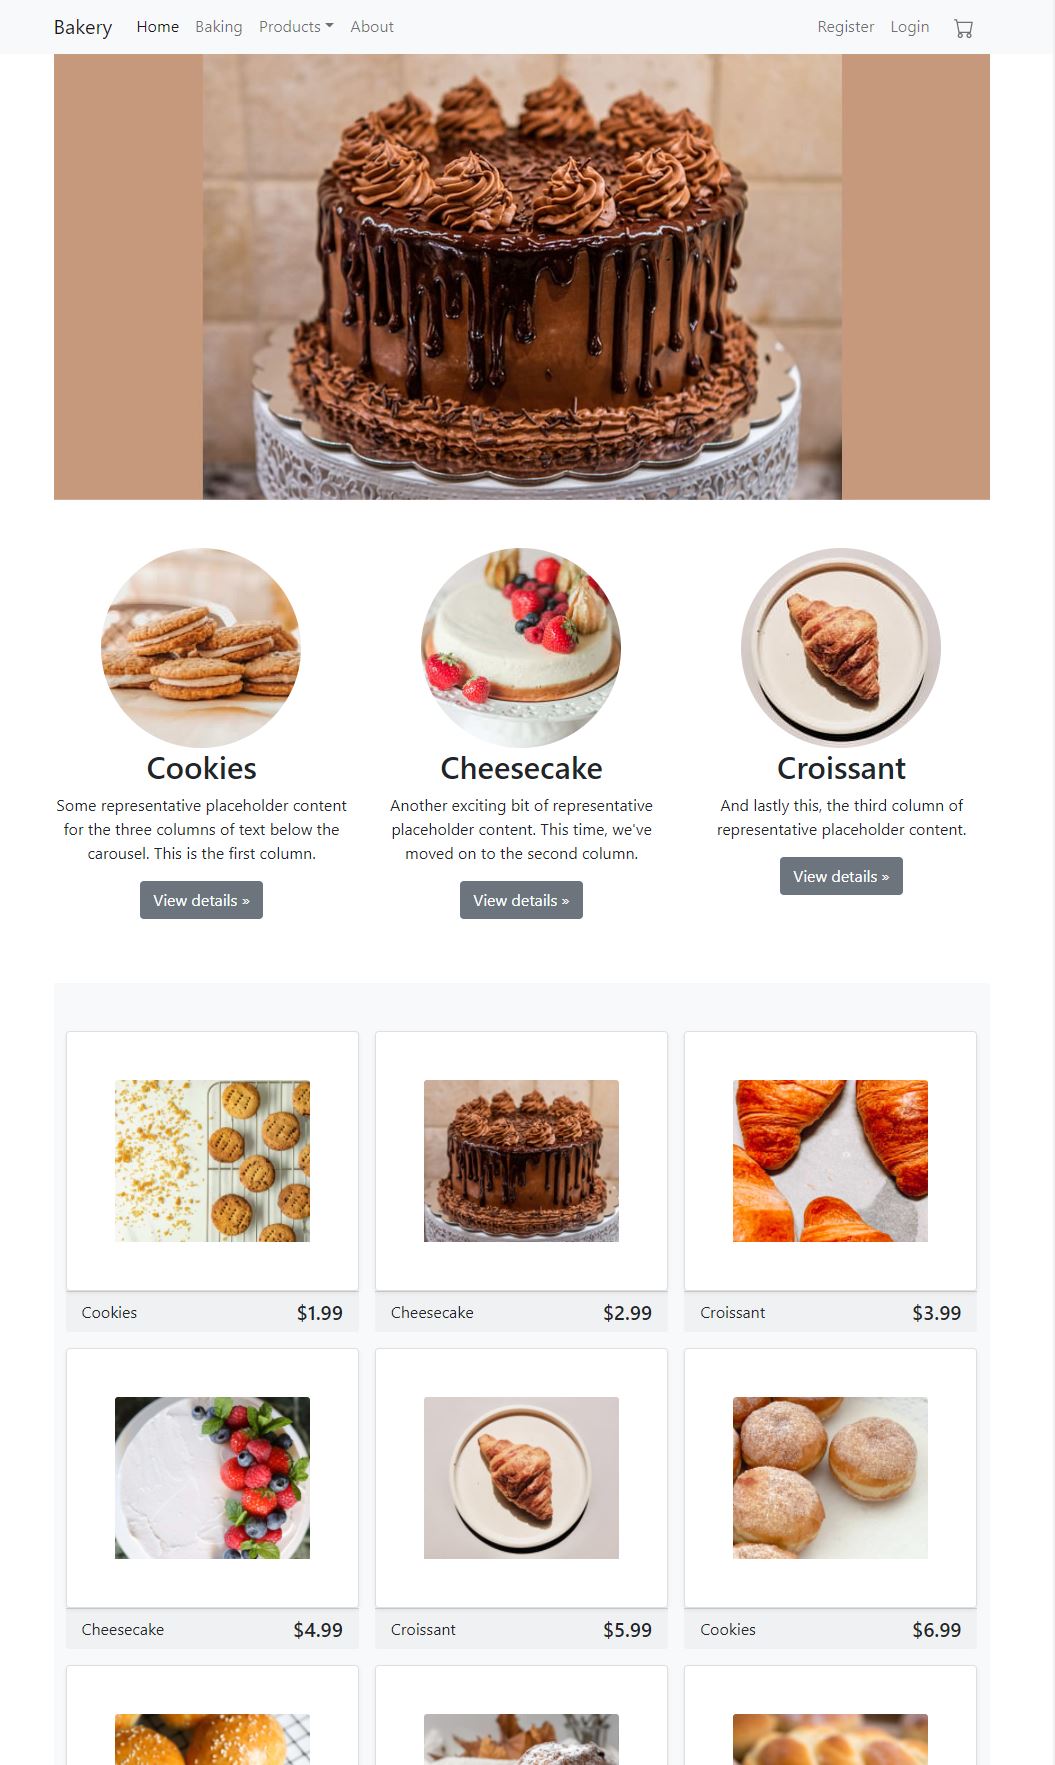 Bakery Home Baking Products About Register Login
Cookies
Some representative placeholder content
for the three columns of text below the
carousel. This is the first column.
View details »
Cheesecake
Another exciting bit of representative
placeholder content. This time, we've
moved on to the second column.
View details »
Croissant
And lastly this, the third column of
representative placeholder content.
View details »
Cookies $1.99
Cheesecake $2.99
Croissant $3.99
Cheesecake $4.99
Croissant $5.99
Cookies $6.99